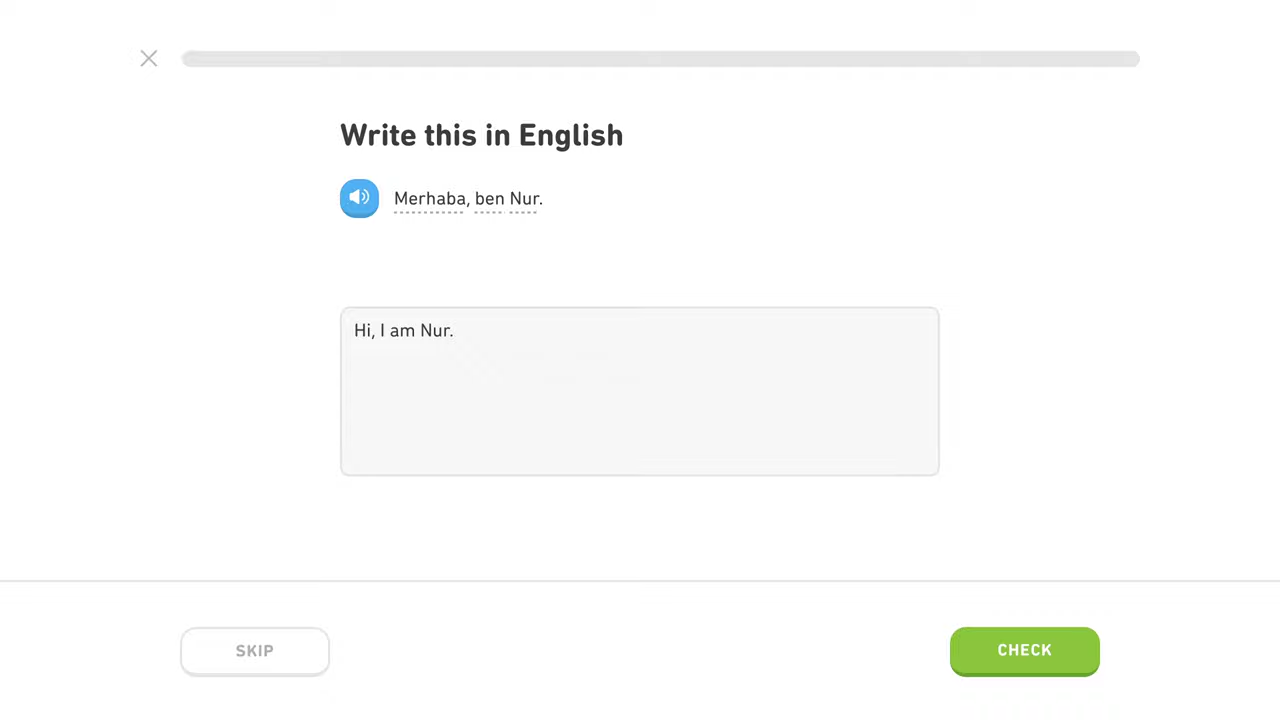 Write this in English
Merhaba, ben Nur.
Hi, I am Nur.
SKIP
CHECK